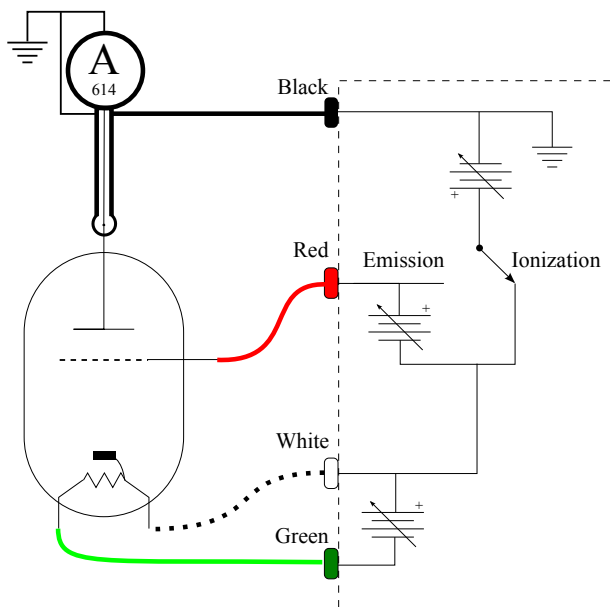 A
614
Black
+
Red
Emission
Ionization
+
White
+
Green